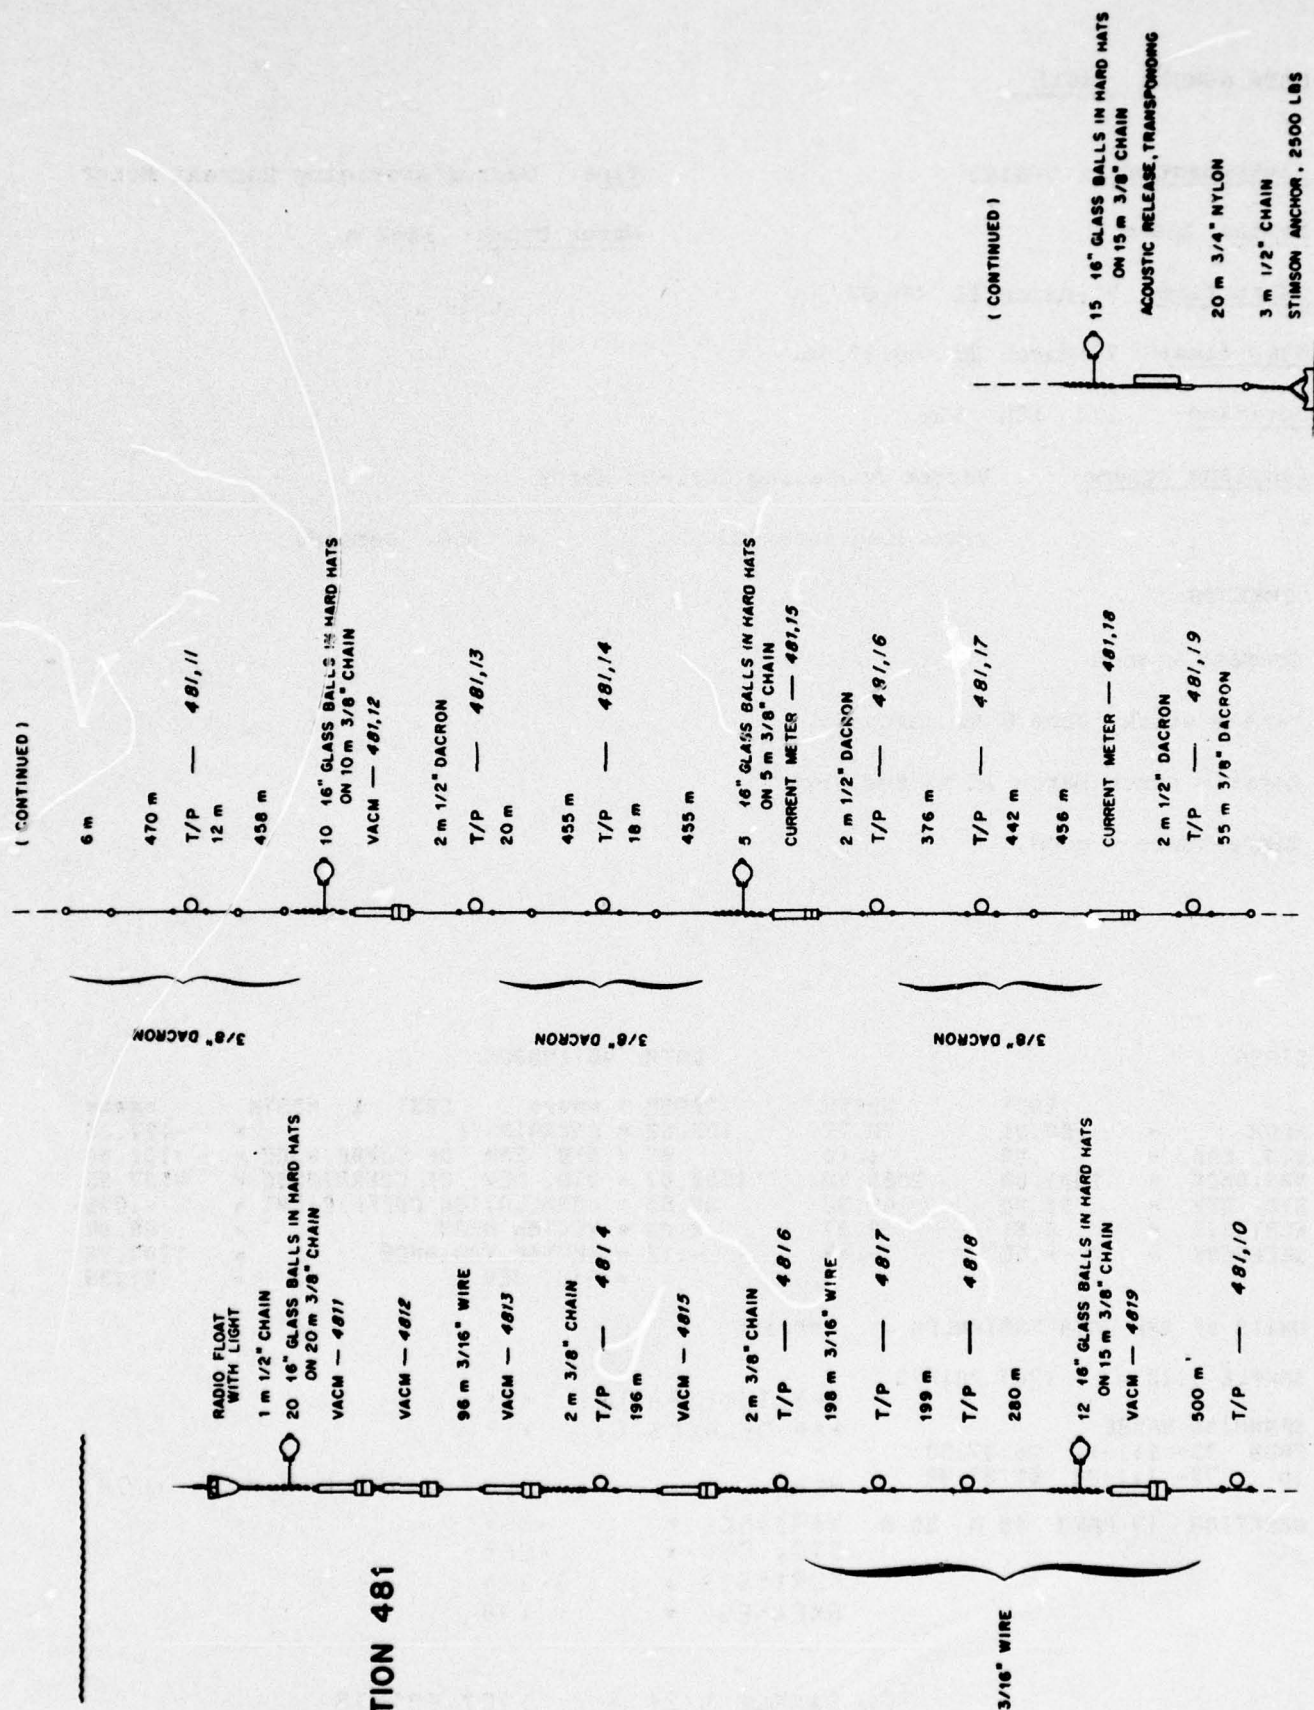 TION 481
RADIO FLOAT
WITH LIGHT
1 m 1/2" CHAIN
20 16" GLASS BALLS IN HARD HATS
ON 20 m 3/8" CHAIN
VACM — 4811
VACM — 4812
96 m 3/16" WIRE
VACM — 4813
2 m 3/8" CHAIN
T/P — 4814
196 m
VACM — 4815
2 m 3/8" CHAIN
T/P — 4816
198 m 3/16" WIRE
T/P — 4817
199 m
T/P — 4818
280 m
3/16" WIRE
12 16" GLASS BALLS IN HARD HATS
ON 15 m 3/8" CHAIN
VACM — 4819
500 m
T/P — 481,10
( CONTINUED )
6 m
470 m
T/P — 481,11
12 m
458 m
3/8" DACRON
10 16" GLASS BALLS IN HARD HATS
ON 10 m 3/8" CHAIN
VACM — 481,12
2 m 1/2" DACRON
T/P — 481,13
20 m
455 m
T/P — 481,14
18 m
455 m
3/8" DACRON
5 16" GLASS BALLS IN HARD HATS
ON 5 m 3/8" CHAIN
CURRENT METER — 481,15
2 m 1/2" DACRON
T/P — 491,16
376 m
T/P — 481,17
442 m
456 m
3/8" DACRON
CURRENT METER — 481,18
2 m 1/2" DACRON
T/P — 481,19
55 m 3/8" DACRON
( CONTINUED )
15 16" GLASS BALLS IN HARD HATS
ON 15 m 3/8" CHAIN
ACOUSTIC RELEASE, TRANSPONDING
20 m 3/4" NYLON
3 m 1/2" CHAIN
STIMSON ANCHOR, 2500 LBS